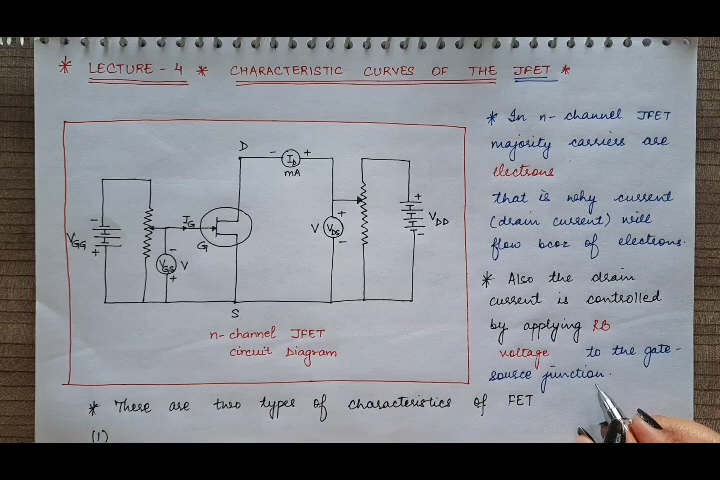 * LECTURE - 4 * CHARACTERISTIC CURVES OF THE JFET *
D
- ID +
mA
IG
G
VGG
- +
VGS V
- +
V VDS
+ -
VDD
+ -
S
n-channel JFET
circuit Diagram
* In n-channel JFET
majority carriers are
electrons
that is why current
(drain current) will
flow bcoz of electrons.
* Also the drain
current is controlled
by applying RB
voltage to the gate-
source junction.
* There are two types of characteristics of FET
(1)